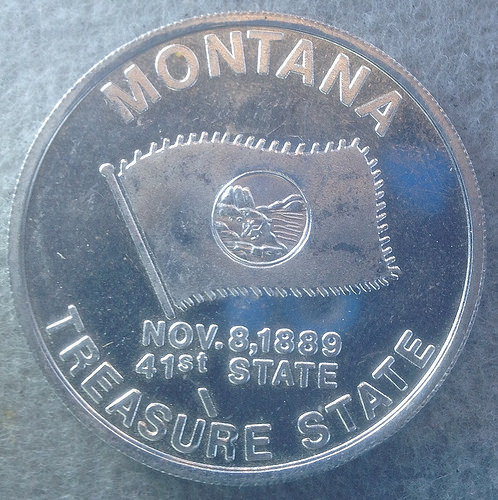 MONTANA
NOV. 8, 1889
41st STATE
TREASURE STATE